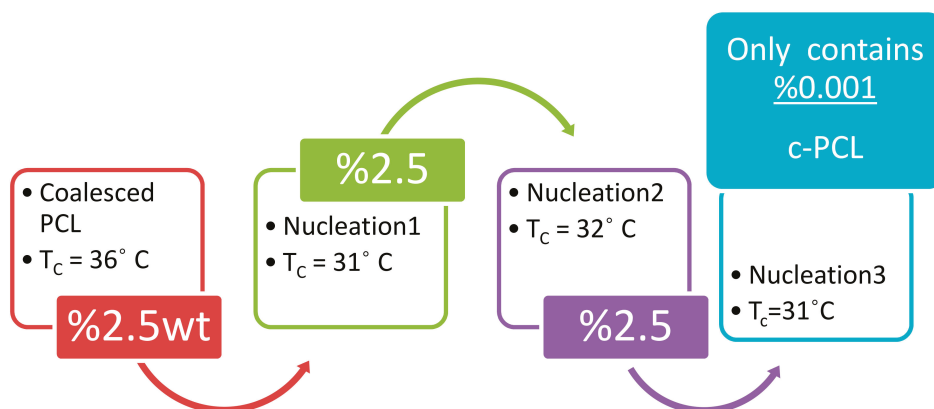 • Coalesced
PCL
• T_C = 36° C
%2.5wt
%2.5
• Nucleation1
• T_C = 31° C
• Nucleation2
• T_C = 32° C
%2.5
Only contains
%0.001
c-PCL
• Nucleation3
• T_c=31°C